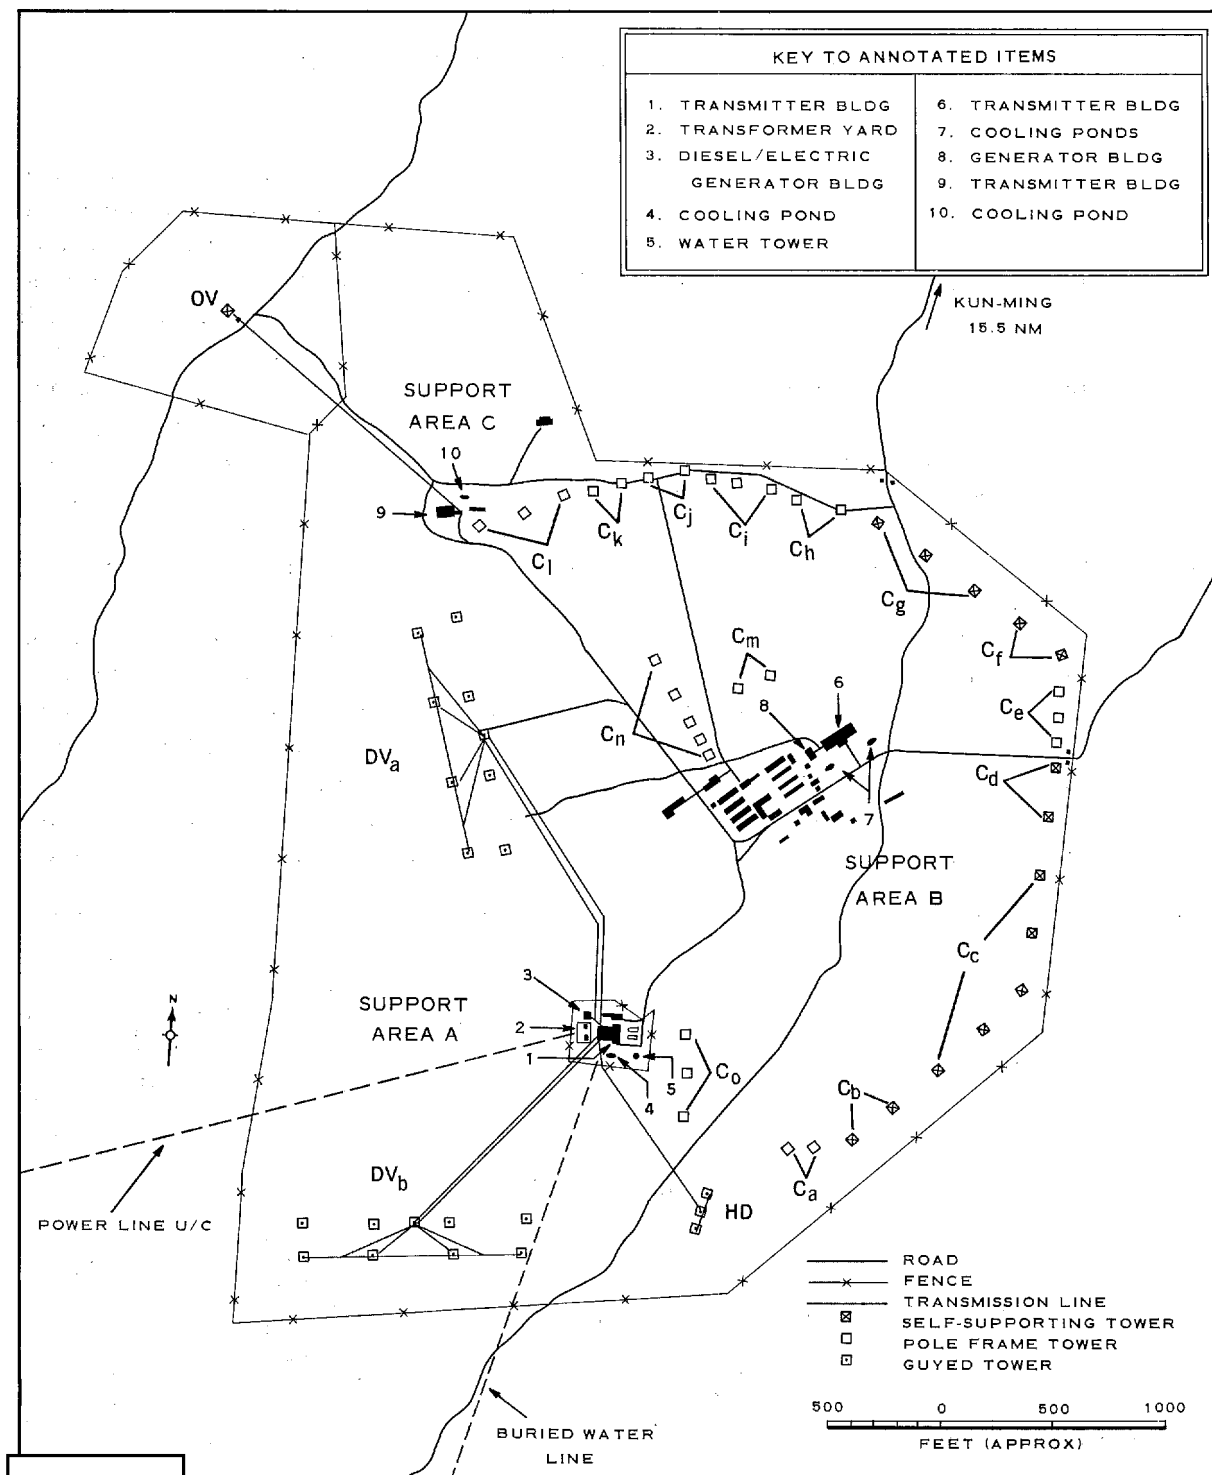 KEY TO ANNOTATED ITEMS
1. TRANSMITTER BLDG
2. TRANSFORMER YARD
3. DIESEL/ELECTRIC
GENERATOR BLDG
4. COOLING POND
5. WATER TOWER
6. TRANSMITTER BLDG
7. COOLING PONDS
8. GENERATOR BLDG
9. TRANSMITTER BLDG
10. COOLING POND
KUN-MING
15.5 NM
OV
SUPPORT
AREA C
10
9
Cl
Ck
Cj
Ci
Ch
Cg
Cf
Cm
Ce
6
8
Cn
DVa
Cd
7
SUPPORT
AREA B
Cc
3
SUPPORT
AREA A
2
N
1
4
5
Co
Cb
Ca
DVb
HD
POWER LINE U/C
ROAD
FENCE
TRANSMISSION LINE
SELF-SUPPORTING TOWER
POLE FRAME TOWER
GUYED TOWER
500 0 500 1000
FEET (APPROX)
BURIED WATER
LINE